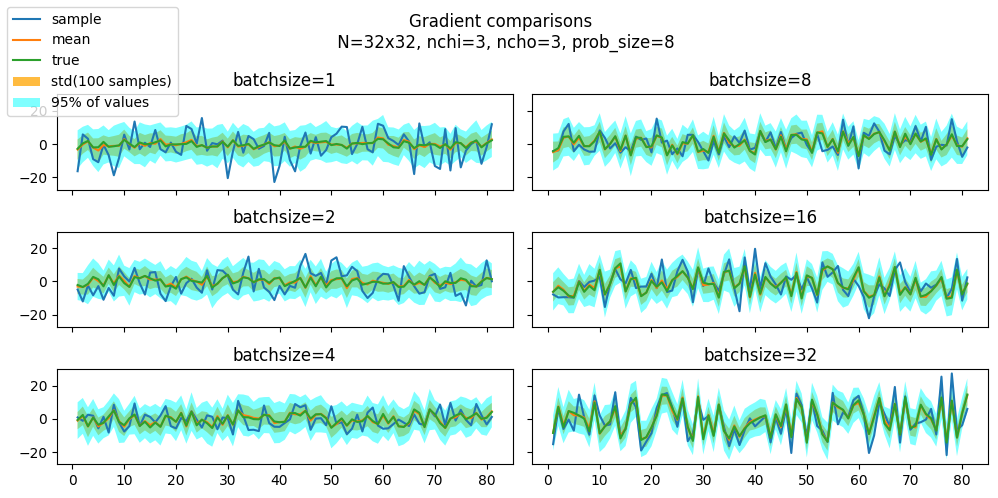 Gradient comparisons
N=32x32, nchi=3, ncho=3, prob_size=8
sample
mean
true
std(100 samples)
95% of values
batchsize=1
20
0
−20
batchsize=8
batchsize=2
20
0
−20
batchsize=16
batchsize=4
20
0
−20
0 10 20 30 40 50 60 70 80
batchsize=32
0 10 20 30 40 50 60 70 80